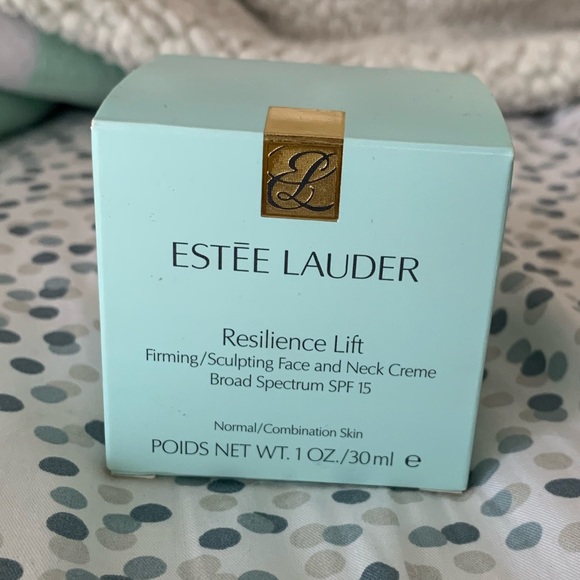 EL
ESTĒE LAUDER
Resilience Lift
Firming/Sculpting Face and Neck Creme
Broad Spectrum SPF 15
Normal/Combination Skin
POIDS NET WT. 1 OZ./30 ml ℮